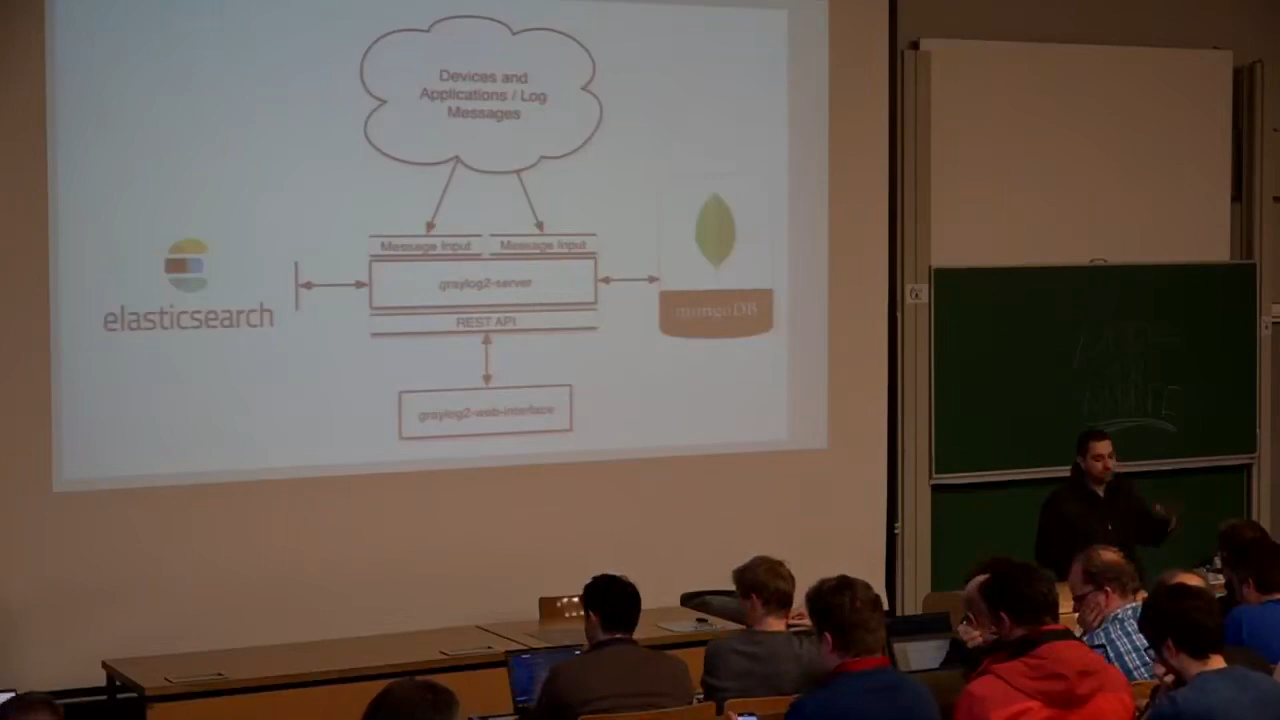 Devices and
Applications / Log
Messages
Message Input
Message Input
graylog2-server
elasticsearch
mongoDB
REST API
graylog2-web-interface